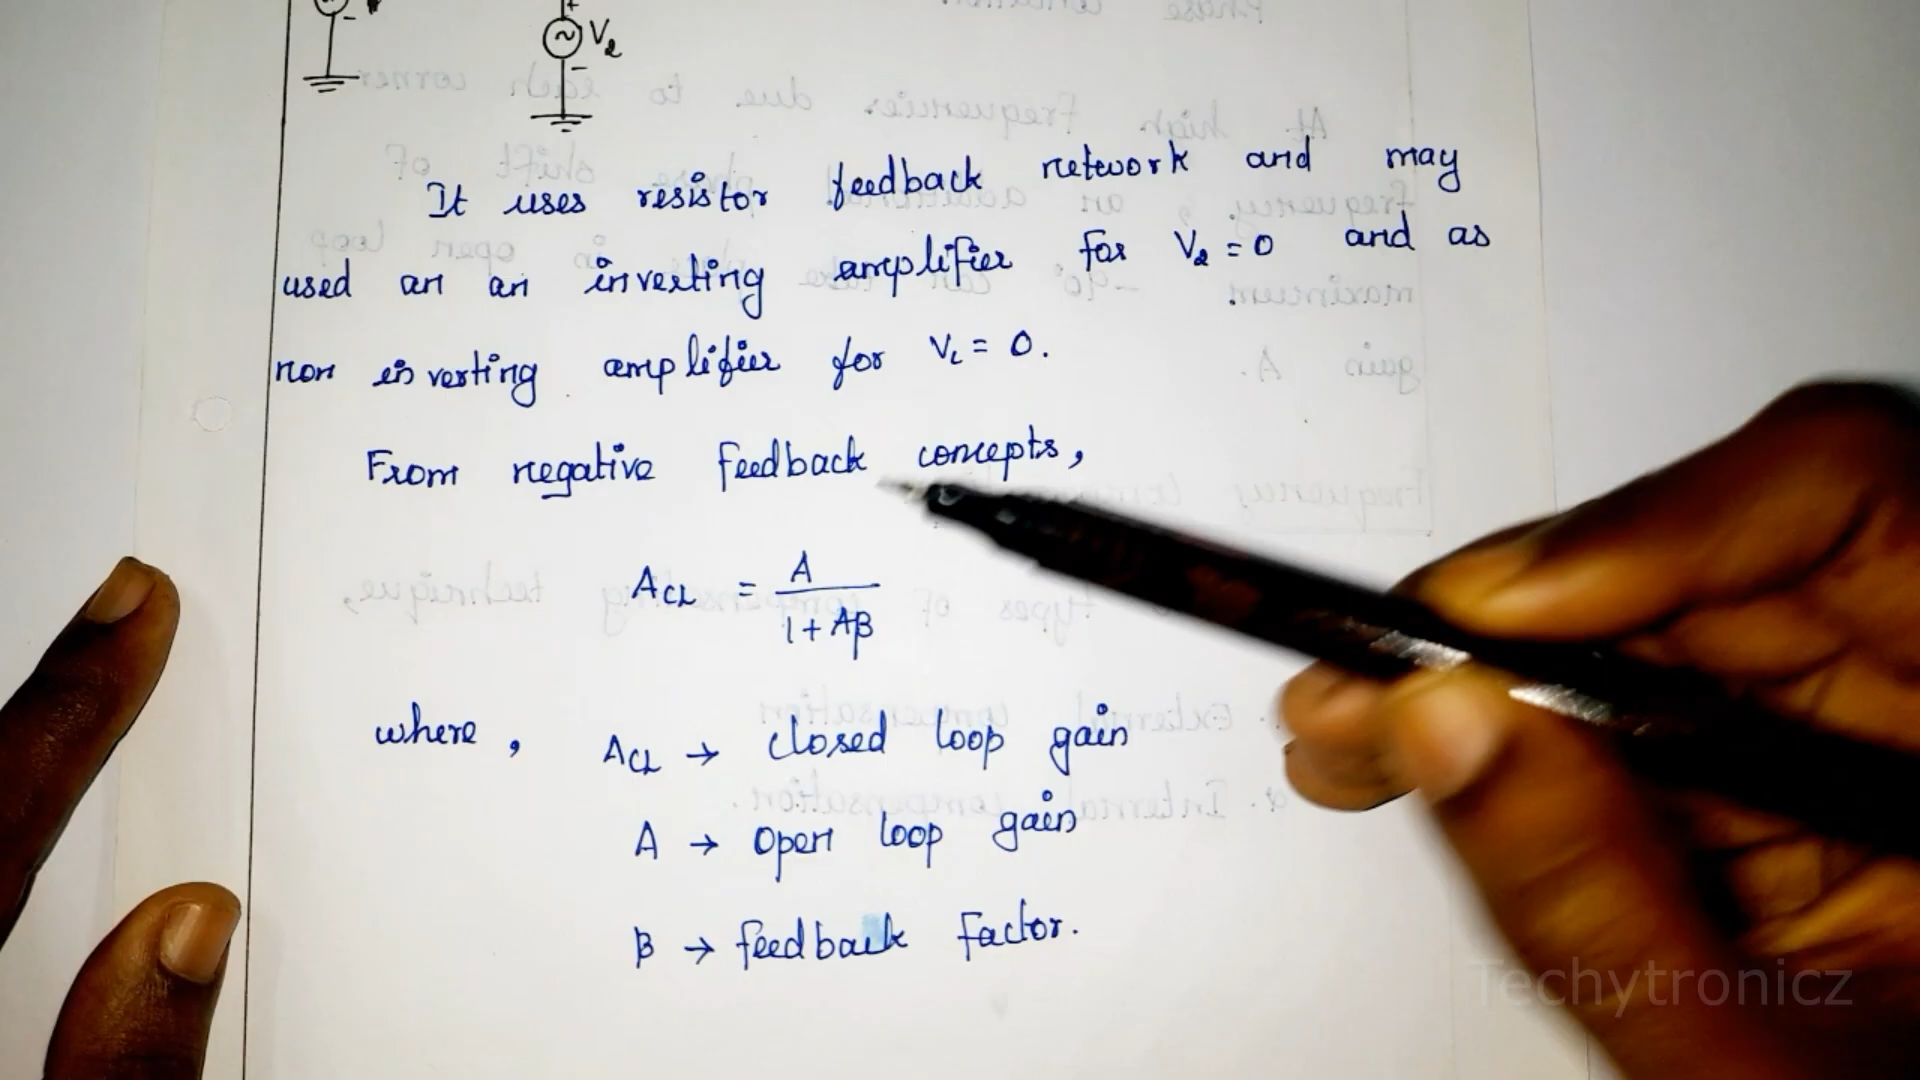 V2
It uses resistor feedback network and may
used an an inverting amplifier for V2 = 0 and as
non inverting amplifier for V1 = 0.
From negative feedback concepts,
ACL = A / 1 + Aβ
where, ACL → closed loop gain
A → open loop gain
β → feedback factor.
Techytronicz